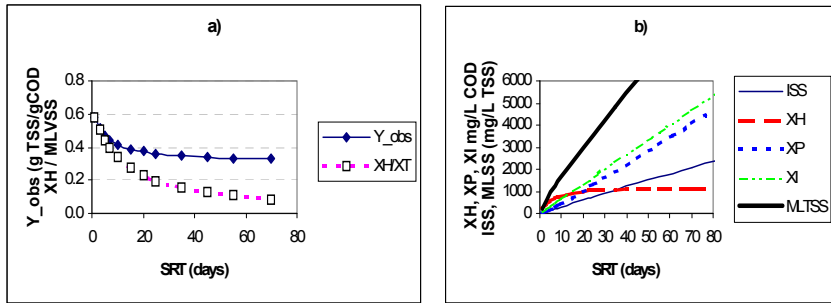 a)
Y_obs (g TSS/gCOD
XH / MLVSS
0.8
0.6
0.4
0.2
0.0
0 20 40 60 80
SRT (days)
Y_obs
XH/XT
b)
XH, XP, XI mg/L COD
ISS, MLSS (mg/L TSS)
6000
5000
4000
3000
2000
1000
0
0 10 20 30 40 50 60 70 80
SRT (days)
ISS
XH
XP
XI
MLTSS